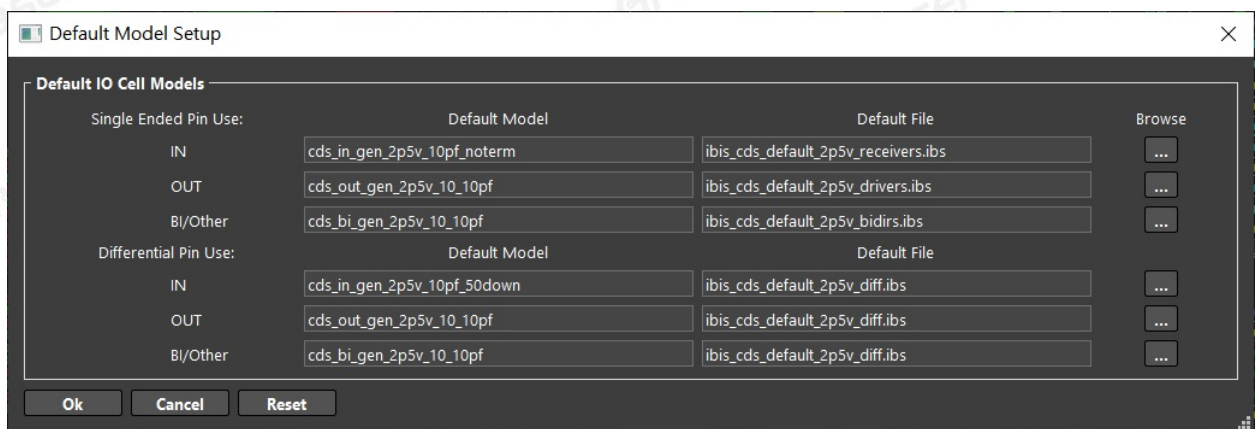 Default Model Setup
Default IO Cell Models
Single Ended Pin Use: Default Model Default File Browse
IN cds_in_gen_2p5v_10pf_noterm ibis_cds_default_2p5v_receivers.ibs ...
OUT cds_out_gen_2p5v_10_10pf ibis_cds_default_2p5v_drivers.ibs ...
BI/Other cds_bi_gen_2p5v_10_10pf ibis_cds_default_2p5v_bidirs.ibs ...
Differential Pin Use: Default Model Default File
IN cds_in_gen_2p5v_10pf_50down ibis_cds_default_2p5v_diff.ibs ...
OUT cds_out_gen_2p5v_10_10pf ibis_cds_default_2p5v_diff.ibs ...
BI/Other cds_bi_gen_2p5v_10_10pf ibis_cds_default_2p5v_diff.ibs ...
Ok Cancel Reset